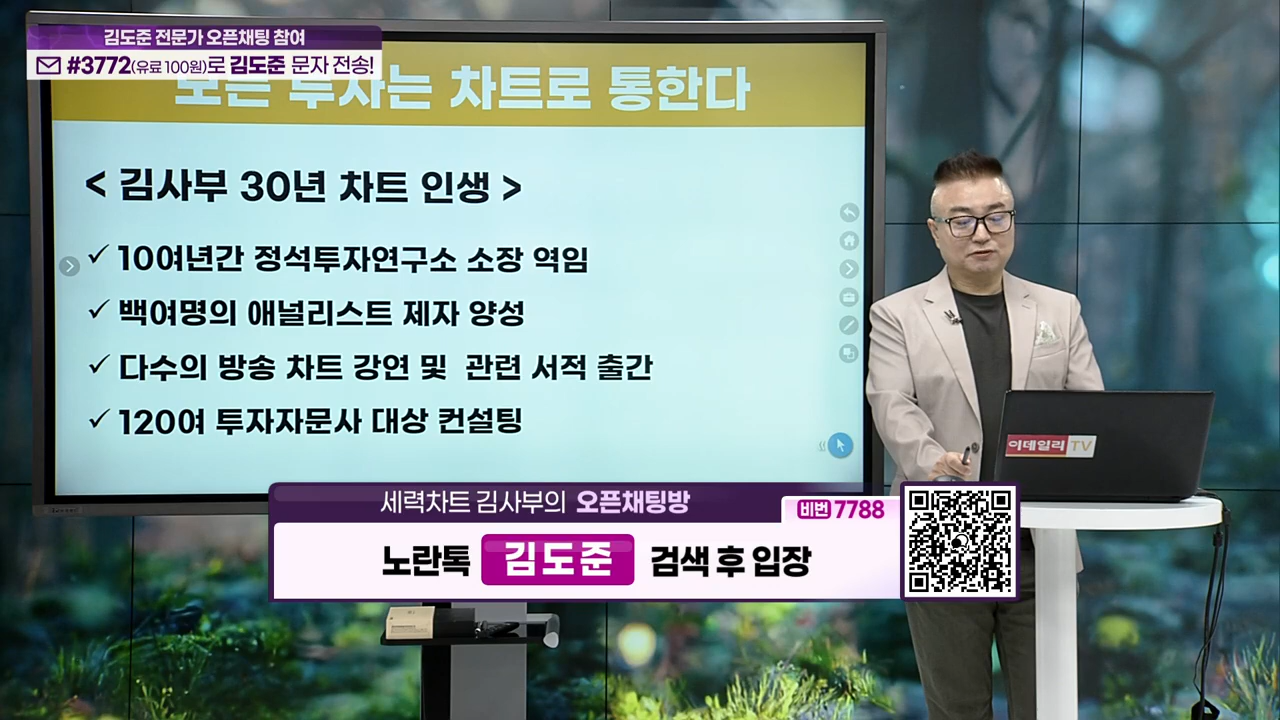 김도준 전문가 오픈채팅 참여
#3772(유료 100원)로 김도준 문자 전송!
모든 투자는 차트로 통한다
< 김사부 30년 차트 인생 >
✓ 10여년간 정석투자연구소 소장 역임
✓ 백여명의 애널리스트 제자 양성
✓ 다수의 방송 차트 강연 및 관련 서적 출간
✓ 120여 투자자문사 대상 컨설팅
이데일리 TV
세력차트 김사부의 오픈채팅방
비번 7788
노란톡 김도준 검색 후 입장